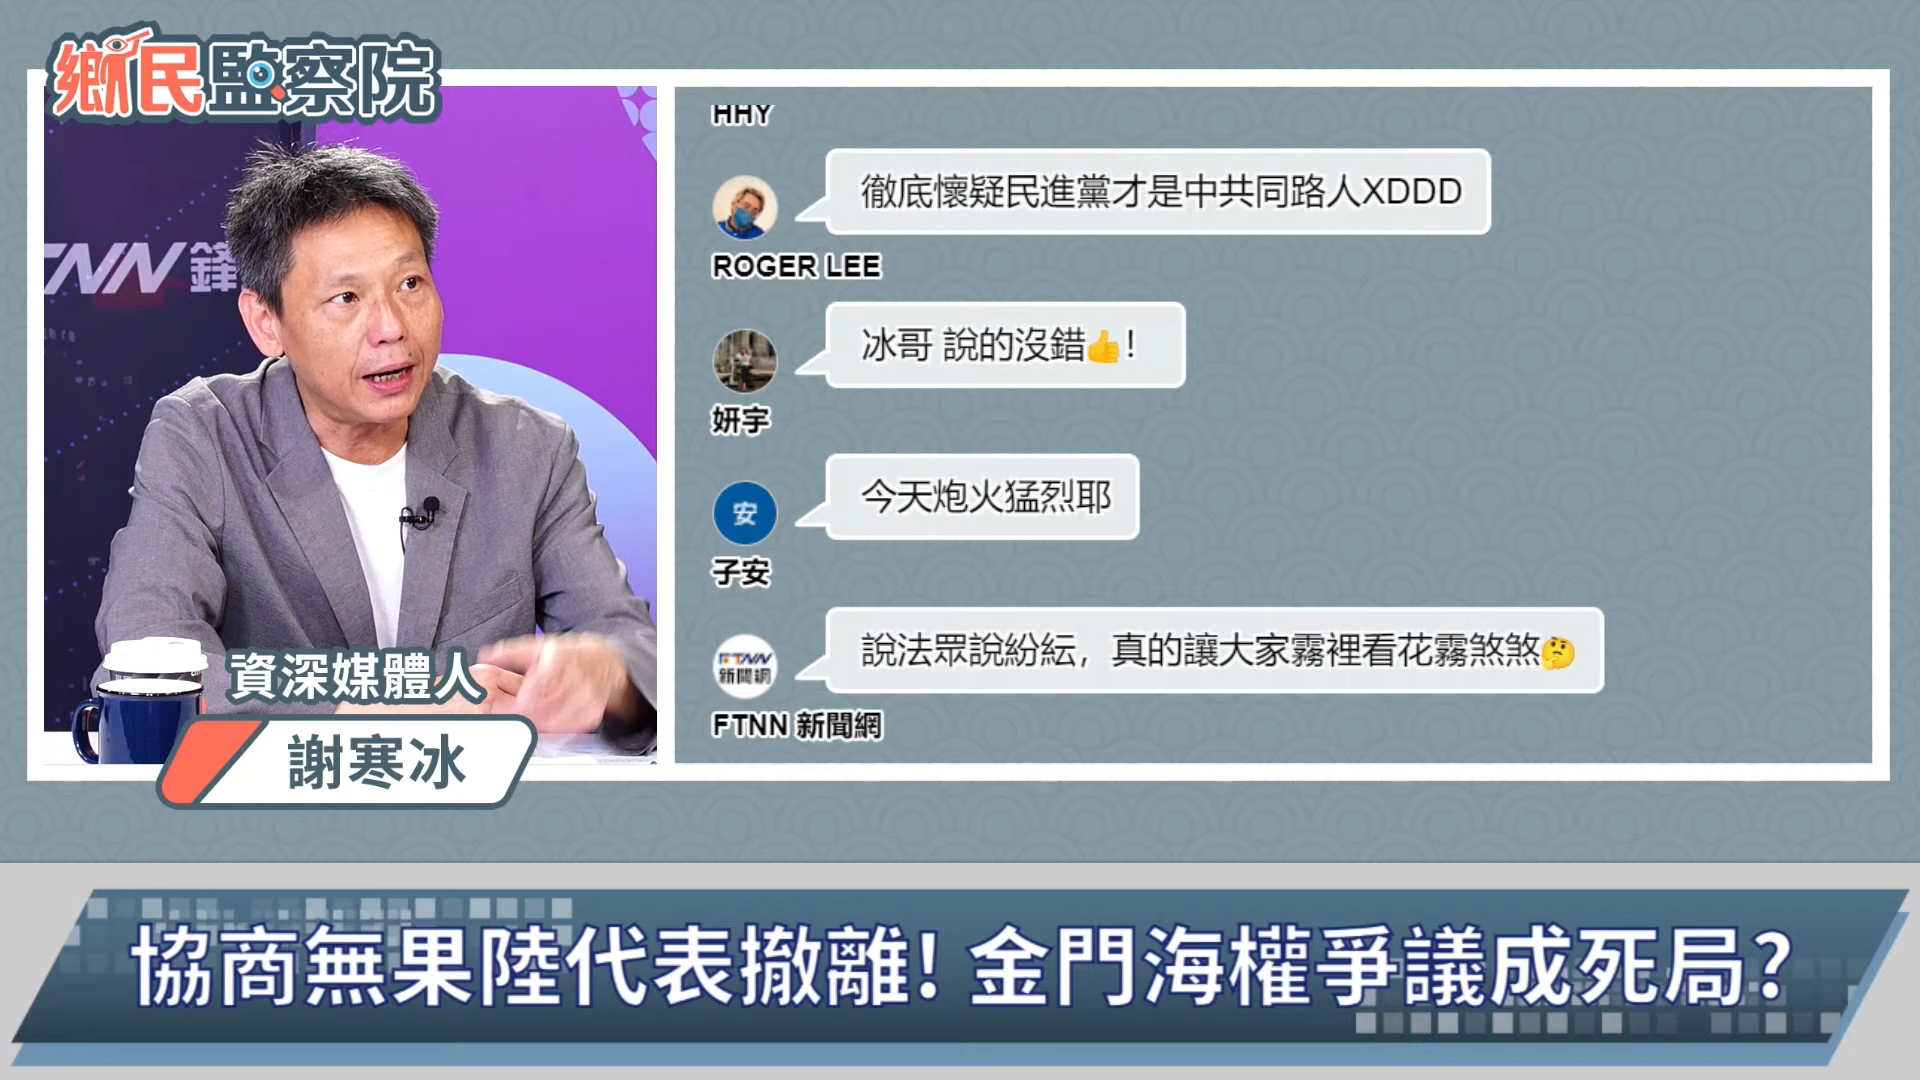 鄉民監察院
TNN 鋒
資深媒體人
謝寒冰
HHY
徹底懷疑民進黨才是中共同路人XDDD
ROGER LEE
冰哥 說的沒錯👍!
妍宇
今天炮火猛烈耶
安
子安
說法眾說紛紜，真的讓大家霧裡看花霧煞煞🤔
FTNN
新聞網
FTNN 新聞網
協商無果陸代表撤離! 金門海權爭議成死局?